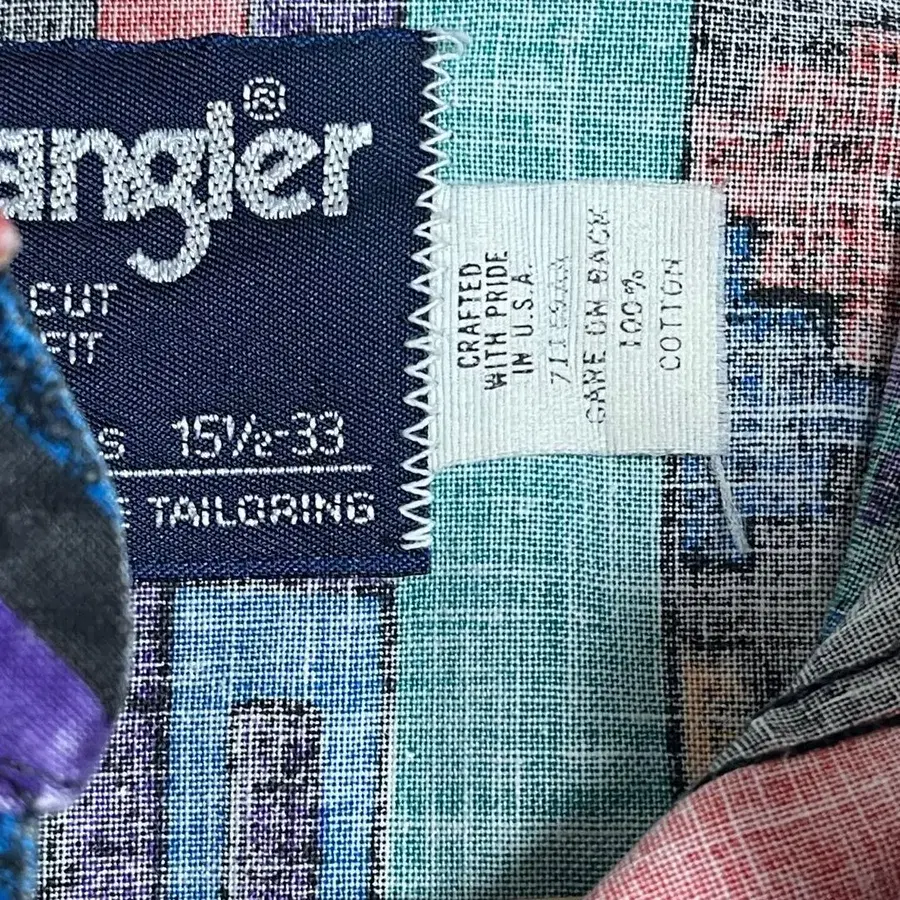 angler®
CUT
FIT
S 15½-33
E TAILORING
CRAFTED
WITH PRIDE
IN U.S.A.
CARE ON BACK
100%
COTTON